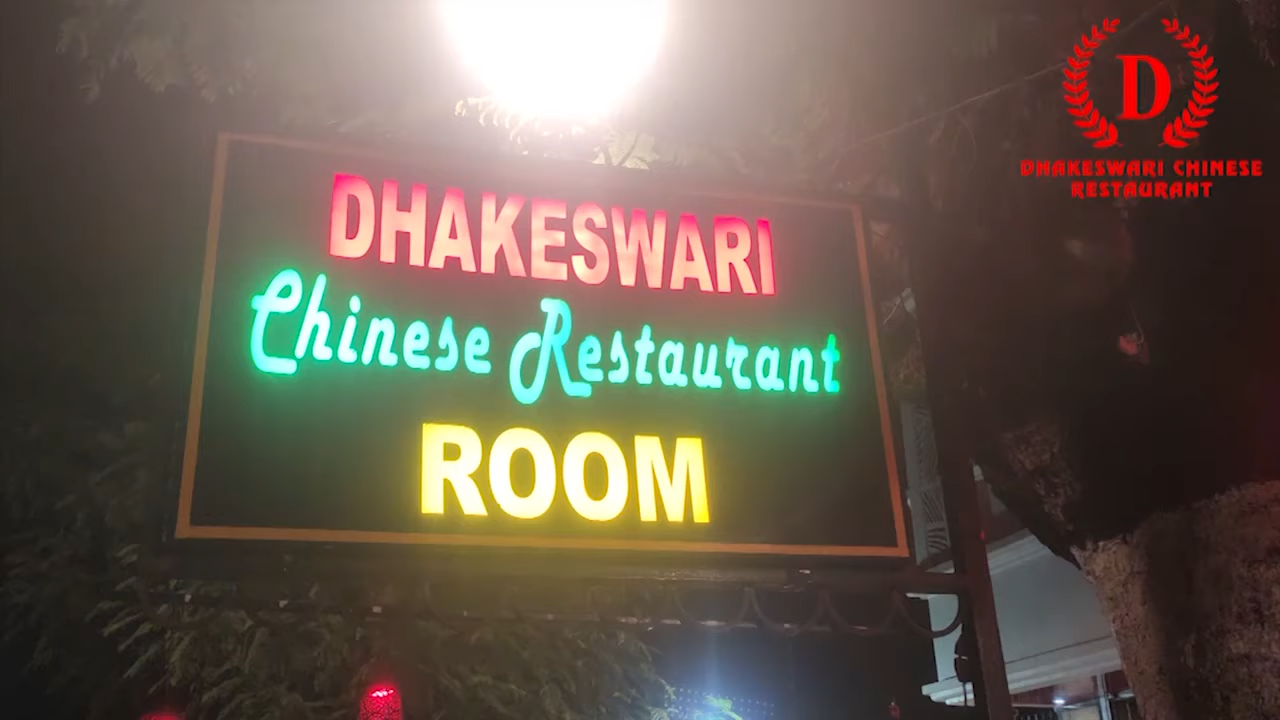 DHAKESWARI
Chinese Restaurant
ROOM
D
DHAKESWARI CHINESE
RESTAURANT